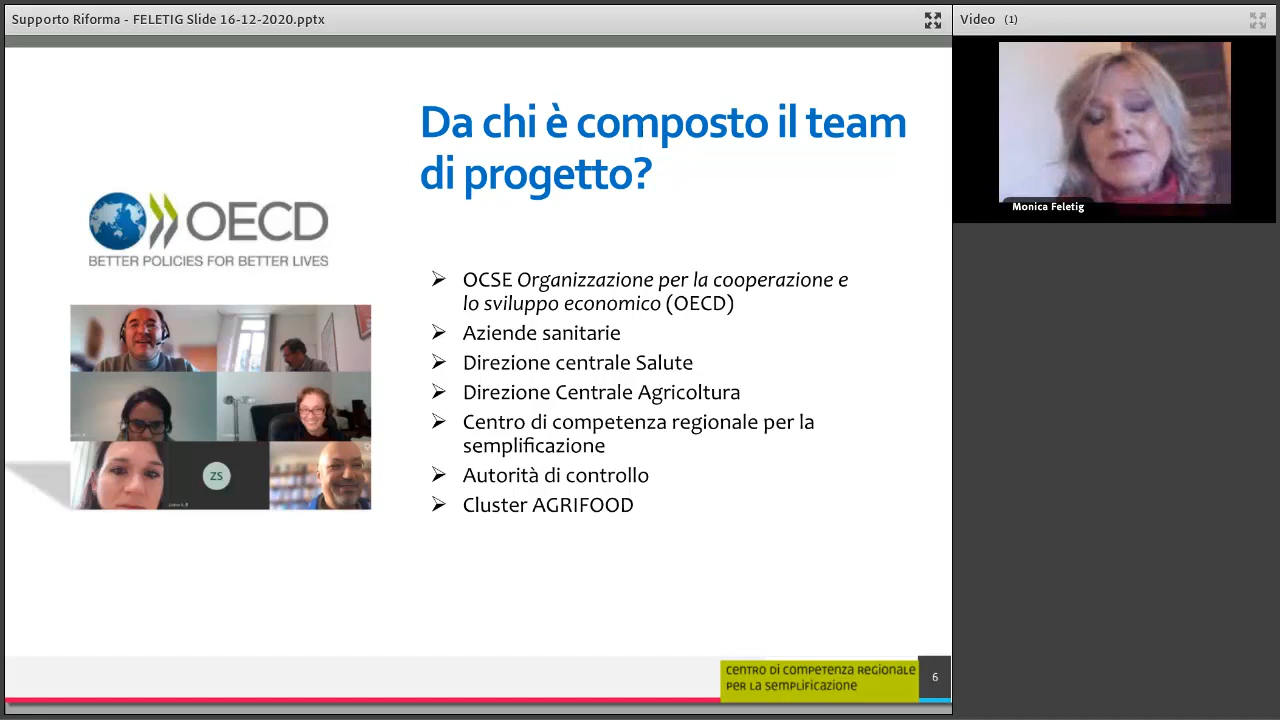 Supporto Riforma - FELETIG Slide 16-12-2020.pptx
Video (1)
Monica Feletig
Da chi è composto il team
di progetto?
OECD
BETTER POLICIES FOR BETTER LIVES
OCSE Organizzazione per la cooperazione e
lo sviluppo economico (OECD)
Aziende sanitarie
Direzione centrale Salute
Direzione Centrale Agricoltura
Centro di competenza regionale per la
semplificazione
Autorità di controllo
Cluster AGRIFOOD
ZS
CENTRO DI COMPETENZA REGIONALE
PER LA SEMPLIFICAZIONE
6